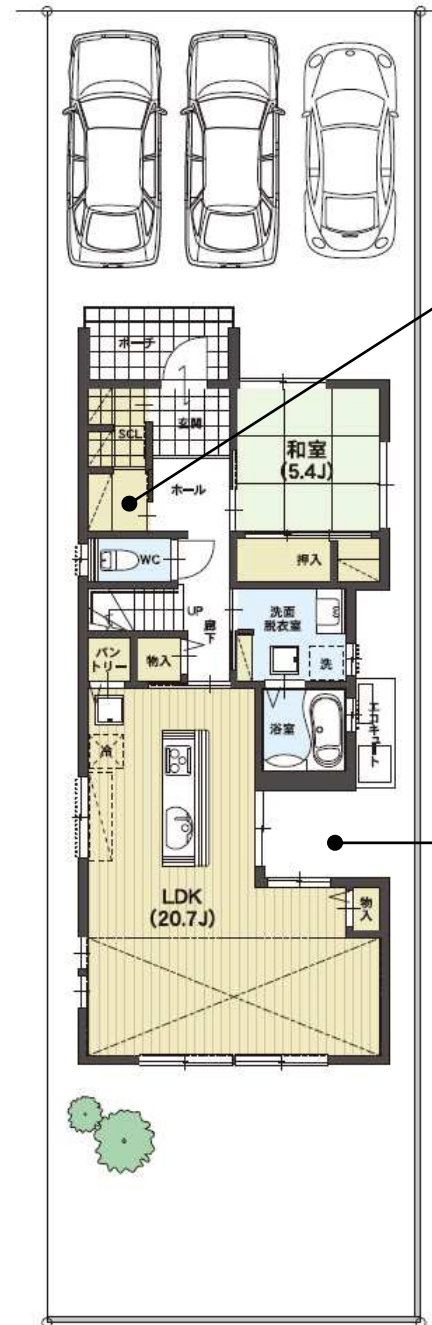 ポーチ
玄関
SCL
ホール
和室
(5.4J)
WC
押入
UP
廊下
洗面
脱衣室
洗
パン
トリー
物入
冷
浴室
エコキュート
LDK
(20.7J)
物入